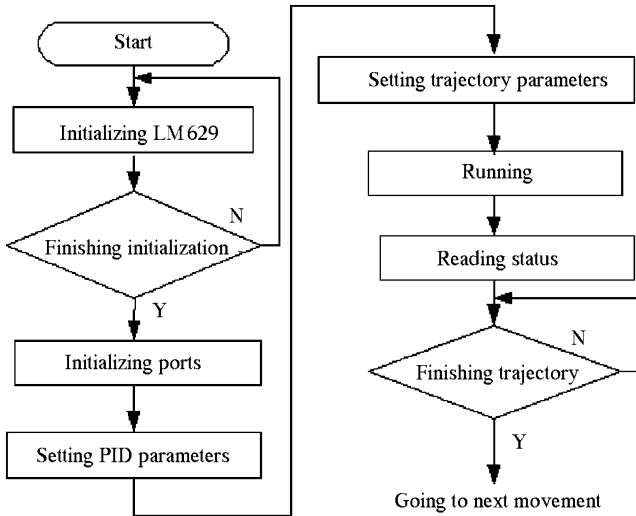 Start
Initializing LM629
Finishing initialization
N
Y
Initializing ports
Setting PID parameters
Setting trajectory parameters
Running
Reading status
Finishing trajectory
N
Y
Going to next movement